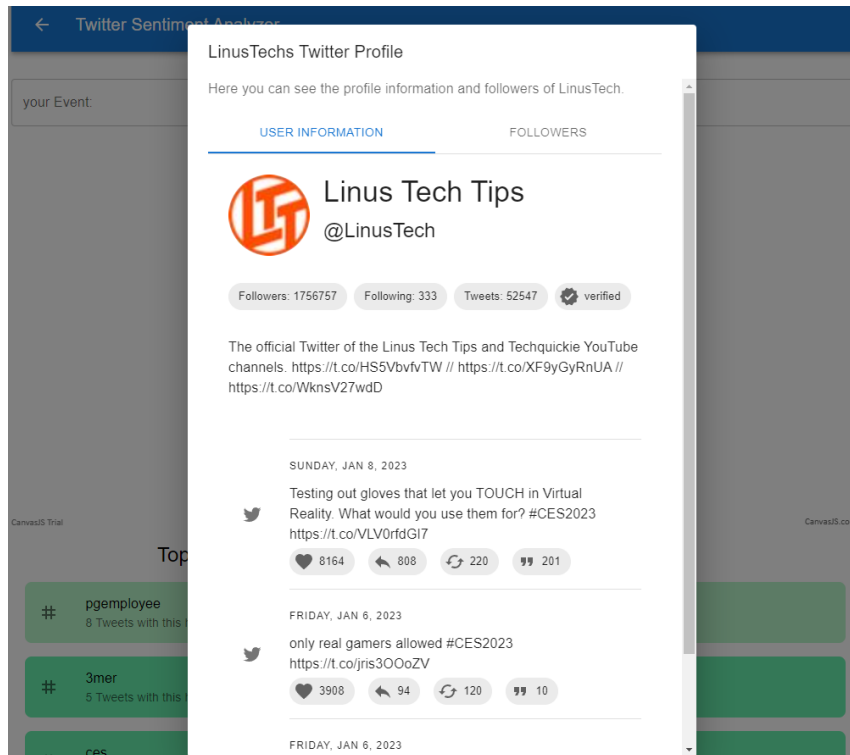 Twitter Sentiment Analyzer
LinusTechs Twitter Profile
Here you can see the profile information and followers of LinusTech.
your Event:
USER INFORMATION
FOLLOWERS
LTT
Linus Tech Tips
@LinusTech
Followers: 1756757
Following: 333
Tweets: 52547
verified
The official Twitter of the Linus Tech Tips and Techquickie YouTube
channels. https://t.co/HS5VbvfvTW // https://t.co/XF9yGyRnUA //
https://t.co/WknsV27wdD
SUNDAY, JAN 8, 2023
Testing out gloves that let you TOUCH in Virtual
Reality. What would you use them for? #CES2023
https://t.co/VLV0rfdGI7
8164
808
220
201
CanvasJS Trial
CanvasJS.co
Top
FRIDAY, JAN 6, 2023
only real gamers allowed #CES2023
https://t.co/jris3OOoZV
3908
94
120
10
FRIDAY, JAN 6, 2023
# pgemployee
8 Tweets with this
# 3mer
5 Tweets with this
ces